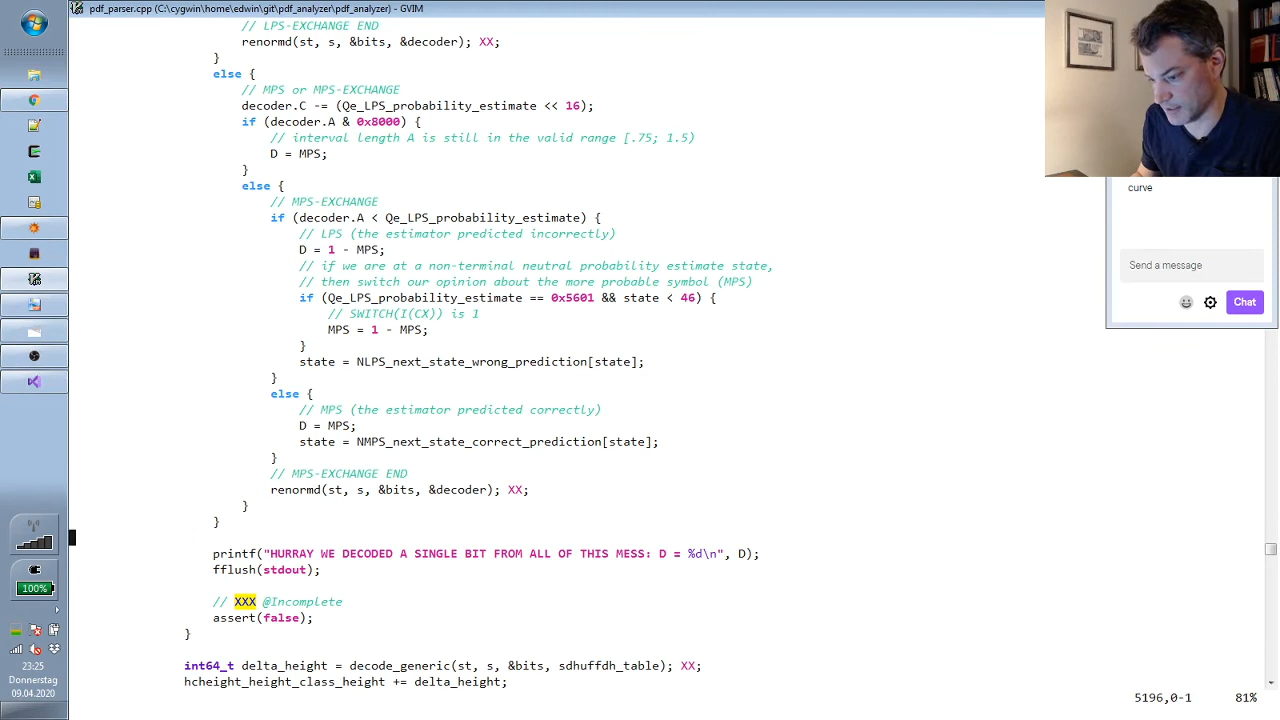 pdf_parser.cpp (C:\cygwin\home\edwin\git\pdf_analyzer\pdf_analyzer) - GVIM
// LPS-EXCHANGE END
renormd(st, s, &bits, &decoder); XX;
}
else {
// MPS or MPS-EXCHANGE
decoder.C -= (Qe_LPS_probability_estimate << 16);
if (decoder.A & 0x8000) {
// interval length A is still in the valid range [.75; 1.5)
D = MPS;
}
else {
// MPS-EXCHANGE
if (decoder.A < Qe_LPS_probability_estimate) {
// LPS (the estimator predicted incorrectly)
D = 1 - MPS;
// if we are at a non-terminal neutral probability estimate state,
// then switch our opinion about the more probable symbol (MPS)
if (Qe_LPS_probability_estimate == 0x5601 && state < 46) {
// SWITCH(I(CX)) is 1
MPS = 1 - MPS;
}
state = NLPS_next_state_wrong_prediction[state];
}
else {
// MPS (the estimator predicted correctly)
D = MPS;
state = NMPS_next_state_correct_prediction[state];
}
// MPS-EXCHANGE END
renormd(st, s, &bits, &decoder); XX;
}
}
printf("HURRAY WE DECODED A SINGLE BIT FROM ALL OF THIS MESS: D = %d\n", D);
fflush(stdout);
// XXX @Incomplete
assert(false);
}
int64_t delta_height = decode_generic(st, s, &bits, sdhuffdh_table); XX;
hcheight_height_class_height += delta_height;
5196,0-1 81%
curve
Send a message
Chat
100%
23:25
Donnerstag
09.04.2020